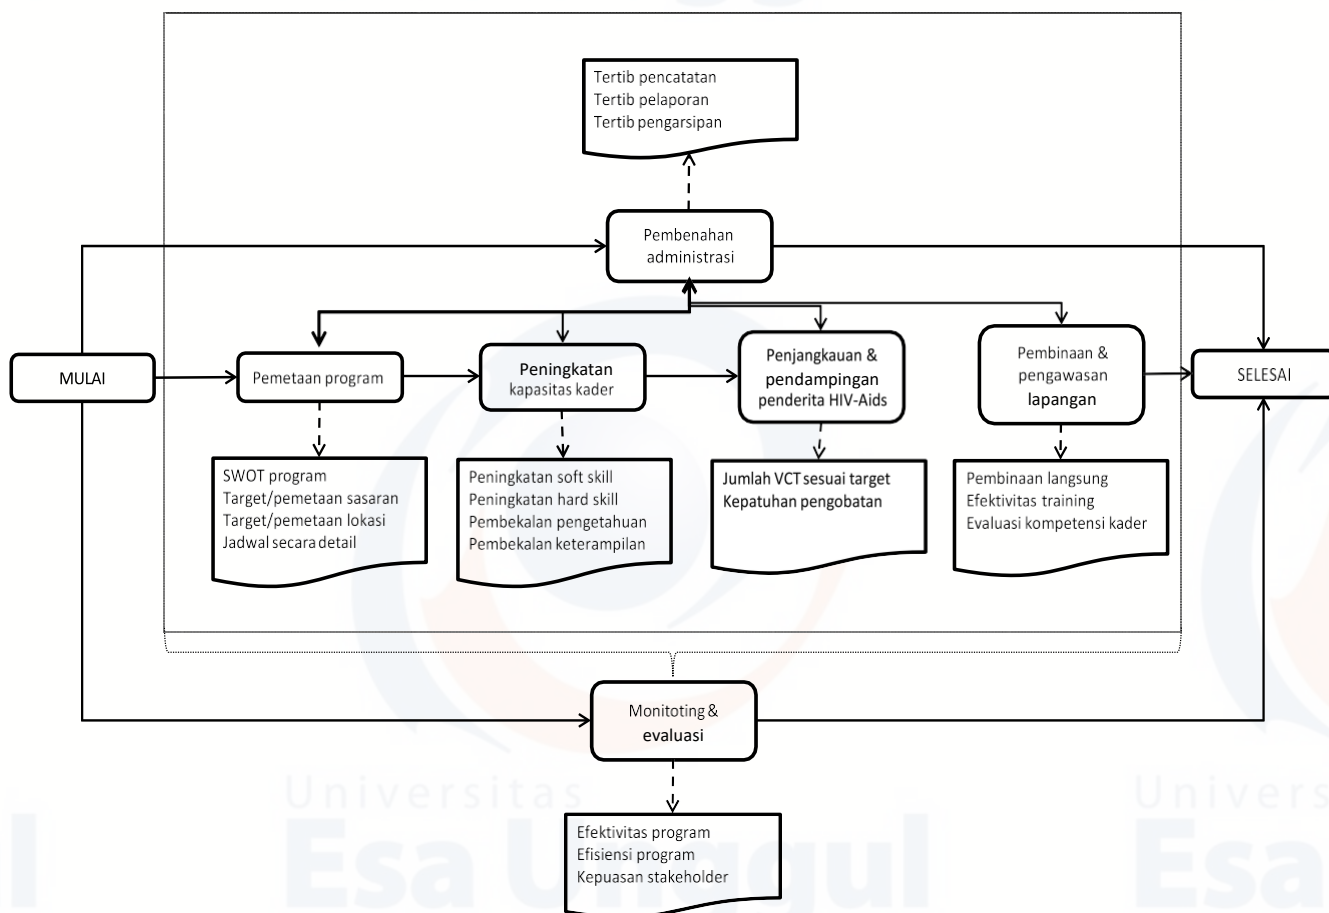 Tertib pencatatan
Tertib pelaporan
Tertib pengarsipan
Pembenahan
administrasi
MULAI
Pemetaan program
Peningkatan
kapasitas kader
Penjangkauan &
pendampingan
penderita HIV-Aids
Pembinaan &
pengawasan
lapangan
SELESAI
SWOT program
Target/pemetaan sasaran
Target/pemetaan lokasi
Jadwal secara detail
Peningkatan soft skill
Peningkatan hard skill
Pembekalan pengetahuan
Pembekalan keterampilan
Jumlah VCT sesuai target
Kepatuhan pengobatan
Pembinaan langsung
Efektivitas training
Evaluasi kompetensi kader
Monitoting &
evaluasi
Efektivitas program
Efisiensi program
Kepuasan stakeholder
Universitas
Esa Unggul
Univers
Esa